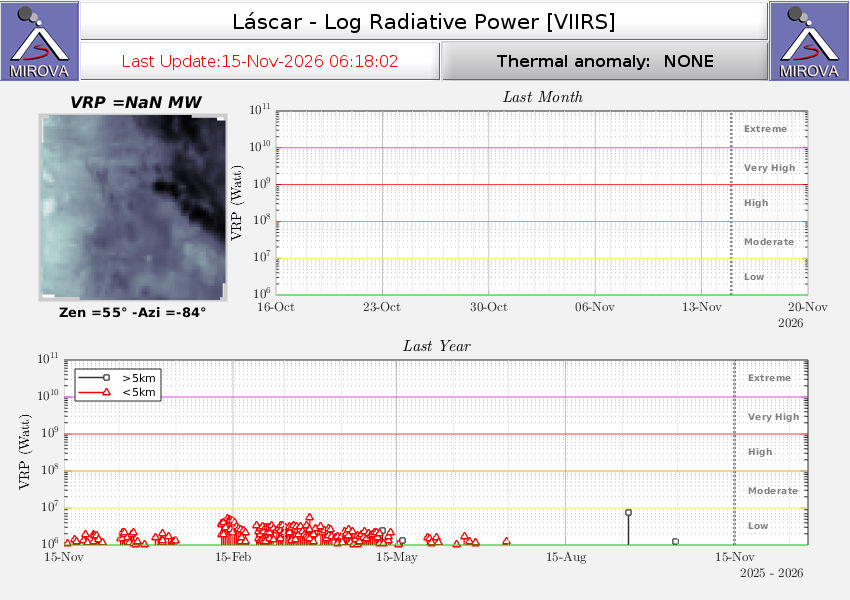 Láscar - Log Radiative Power [VIIRS]
MIROVA
Last Update:15-Nov-2026 06:18:02
Thermal anomaly: NONE
MIROVA
VRP =NaN MW
Zen =55° -Azi =-84°
Last Month
VRP (Watt)
10^11
10^10
10^9
10^8
10^7
10^6
Extreme
Very High
High
Moderate
Low
16-Oct 23-Oct 30-Oct 06-Nov 13-Nov 20-Nov
2026
Last Year
VRP (Watt)
10^11
10^10
10^9
10^8
10^7
10^6
>5km
<5km
Extreme
Very High
High
Moderate
Low
15-Nov 15-Feb 15-May 15-Aug 15-Nov
2025 - 2026